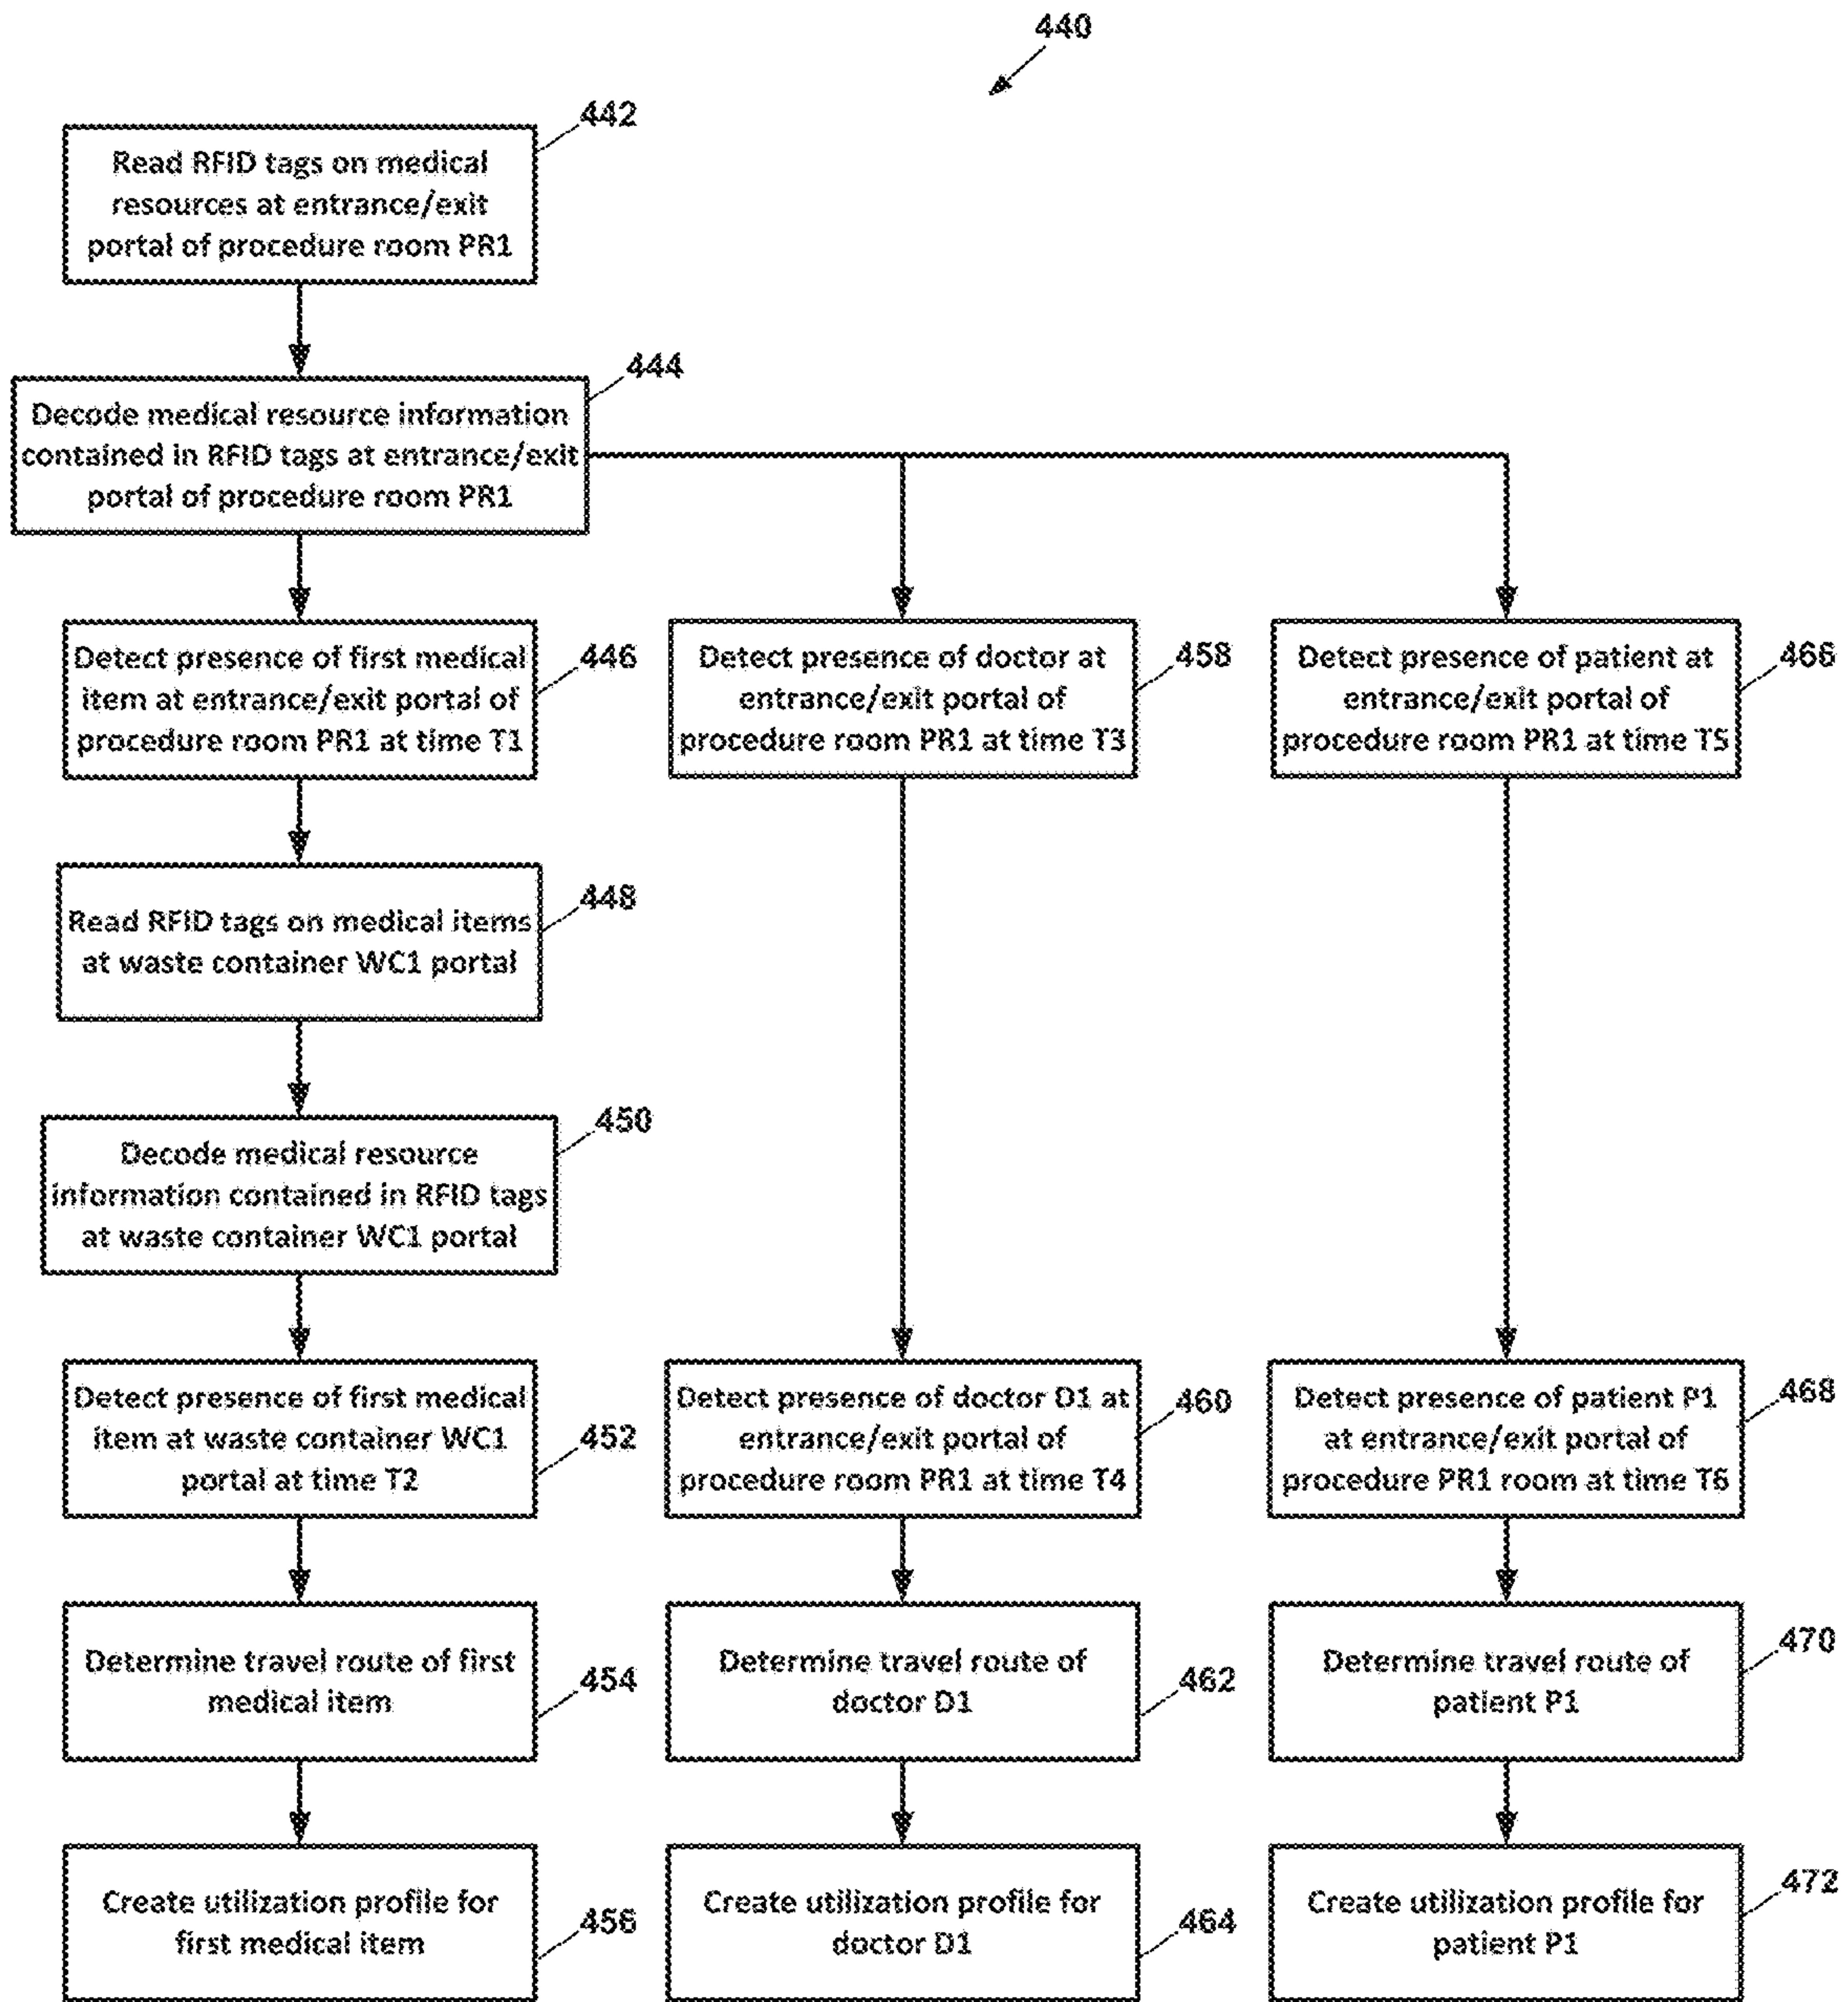 440
442
Read RFID tags on medical
resources at entrance/exit
portal of procedure room PR1
444
Decode medical resource information
contained in RFID tags at entrance/exit
portal of procedure room PR1
446
Detect presence of first medical
item at entrance/exit portal of
procedure room PR1 at time T1
458
Detect presence of doctor at
entrance/exit portal of
procedure room PR1 at time T3
466
Detect presence of patient at
entrance/exit portal of
procedure room PR1 at time T5
448
Read RFID tags on medical items
at waste container WC1 portal
450
Decode medical resource
information contained in RFID tags
at waste container WC1 portal
452
Detect presence of first medical
item at waste container WC1
portal at time T2
460
Detect presence of doctor D1 at
entrance/exit portal of
procedure room PR1 at time T4
468
Detect presence of patient P1
at entrance/exit portal of
procedure PR1 room at time T6
454
Determine travel route of first
medical item
462
Determine travel route of
doctor D1
470
Determine travel route of
patient P1
456
Create utilization profile for
first medical item
464
Create utilization profile for
doctor D1
472
Create utilization profile for
patient P1